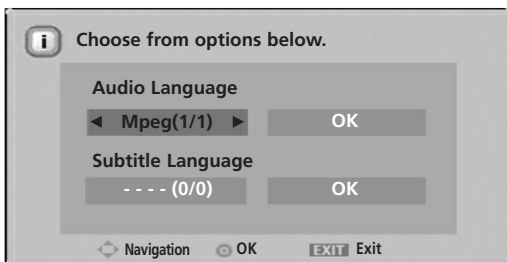 i Choose from options below.
Audio Language
◄ Mpeg(1/1) ► OK
Subtitle Language
- - - - (0/0) OK
Navigation OK EXIT Exit